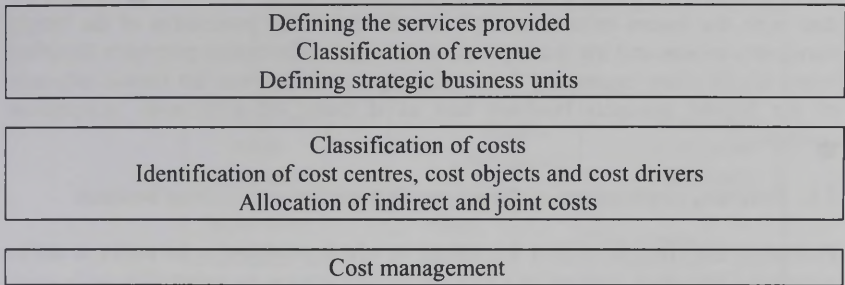 Defining the services provided
Classification of revenue
Defining strategic business units
Classification of costs
Identification of cost centres, cost objects and cost drivers
Allocation of indirect and joint costs
Cost management